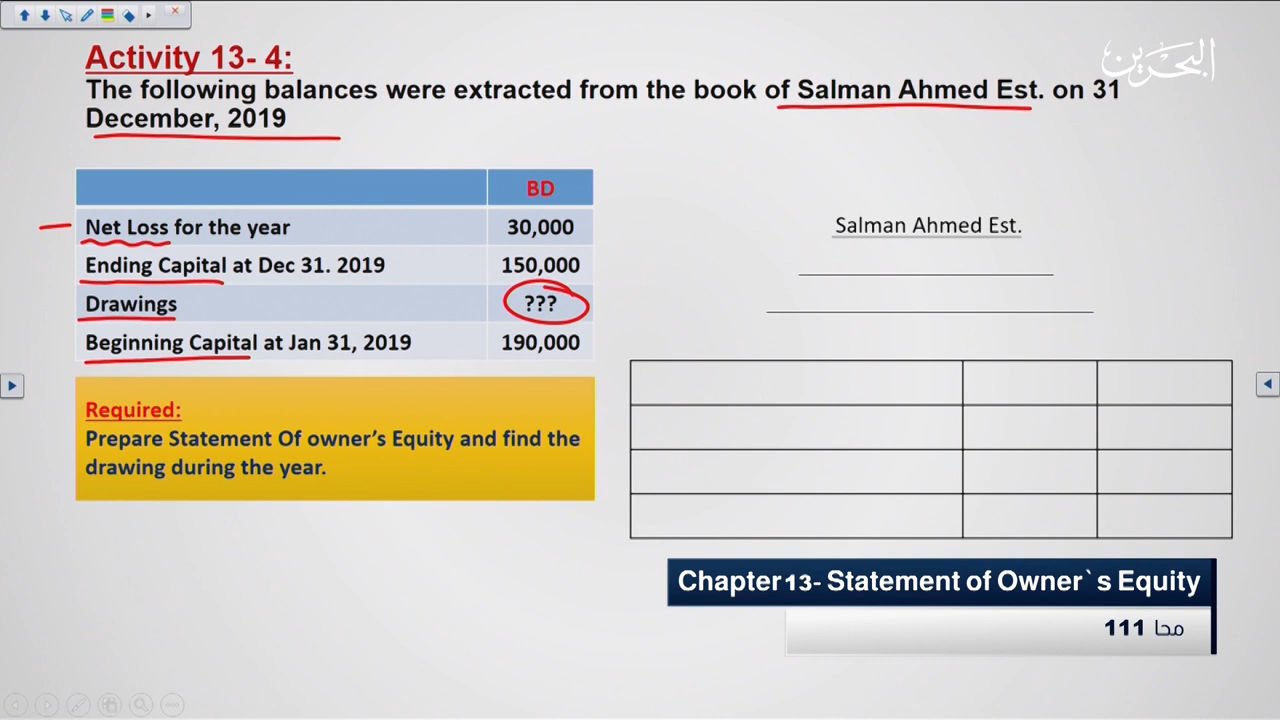 Activity 13- 4:
The following balances were extracted from the book of Salman Ahmed Est. on 31
December, 2019
البحرين
BD
Net Loss for the year 30,000
Ending Capital at Dec 31. 2019 150,000
Drawings ???
Beginning Capital at Jan 31, 2019 190,000
Required:
Prepare Statement Of owner’s Equity and find the
drawing during the year.
Salman Ahmed Est.
Chapter13- Statement of Owner`s Equity
محا 111